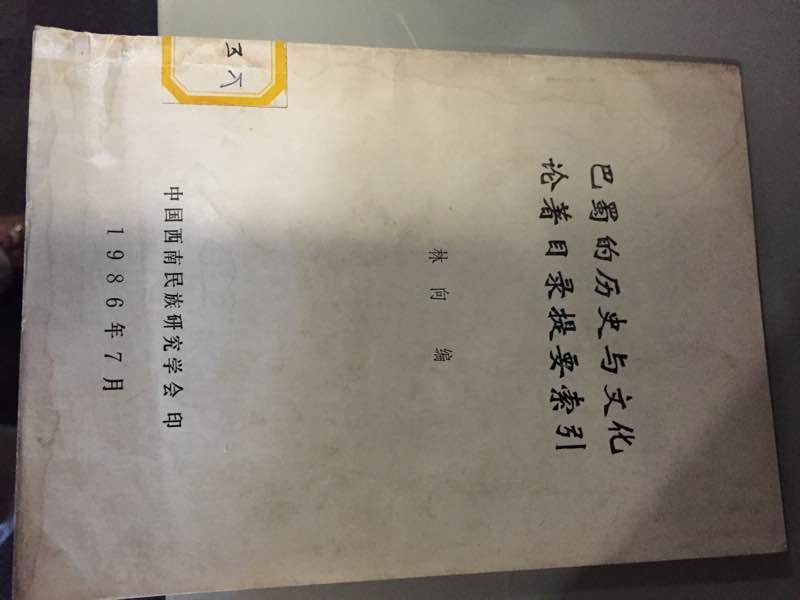 巴蜀的历史与文化
论著目录提要索引
林向编
中国西南民族研究学会 印
1986年7月